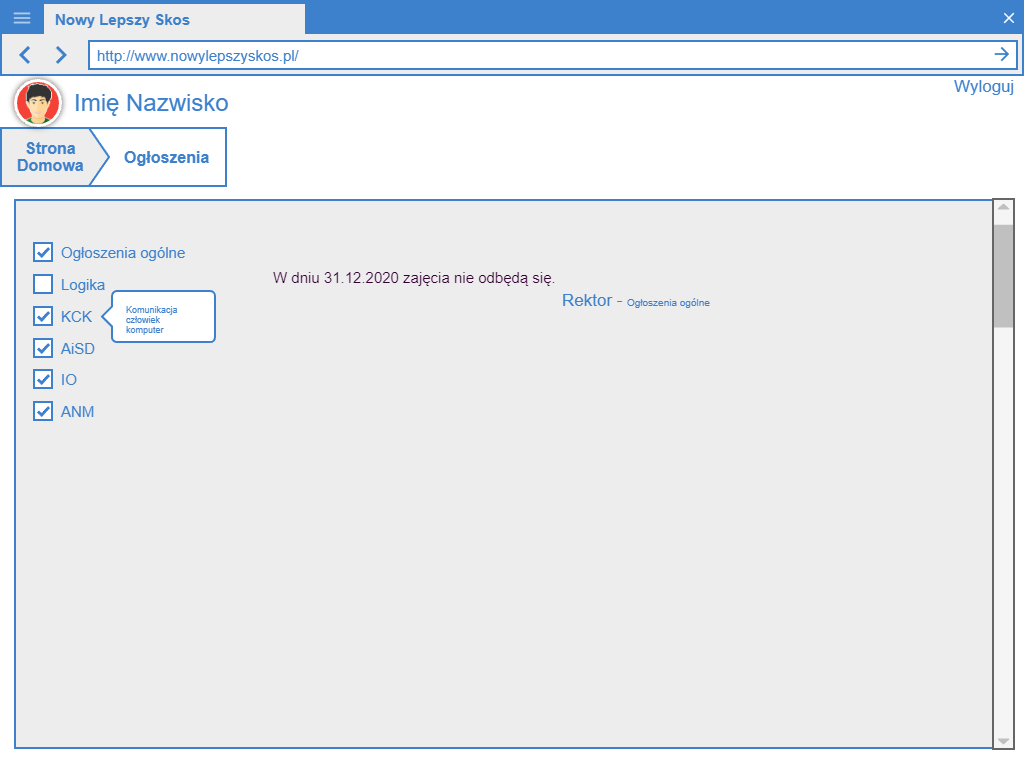 Nowy Lepszy Skos
http://www.nowylepszyskos.pl/
Wyloguj
Imię Nazwisko
Strona
Domowa
Ogłoszenia
Ogłoszenia ogólne
W dniu 31.12.2020 zajęcia nie odbędą się.
Rektor - Ogłoszenia ogólne
Logika
KCK
Komunikacja
człowiek
komputer
AiSD
IO
ANM